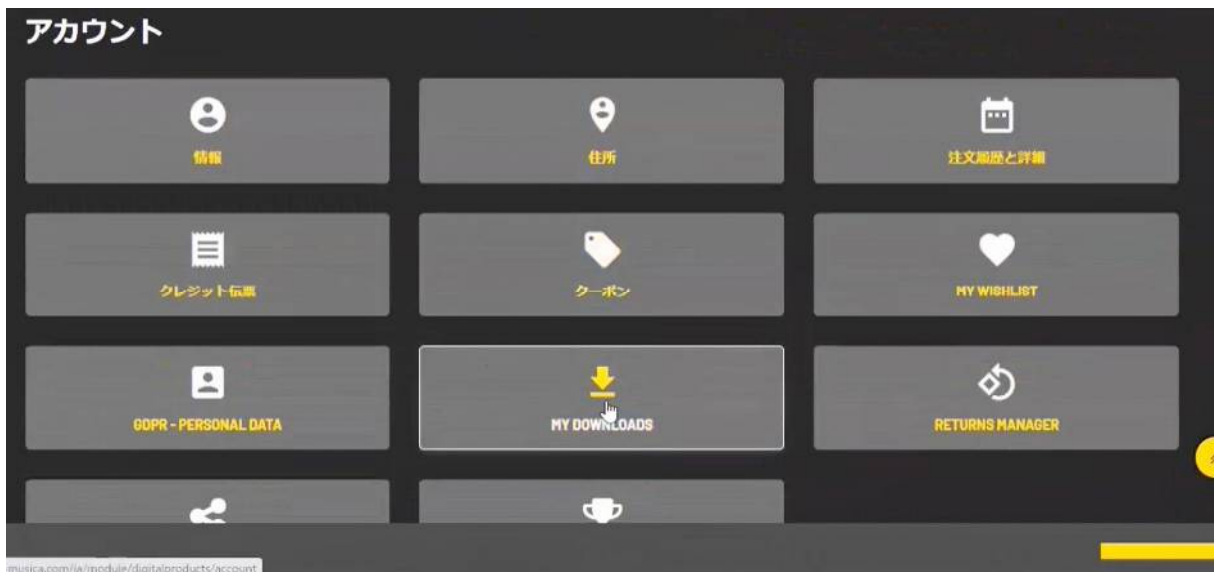 アカウント
情報
住所
注文履歴と詳細
クレジット伝票
クーポン
MY WISHLIST
GDPR - PERSONAL DATA
MY DOWNLOADS
RETURNS MANAGER
musica.com/ja/module/digitalproducts/account